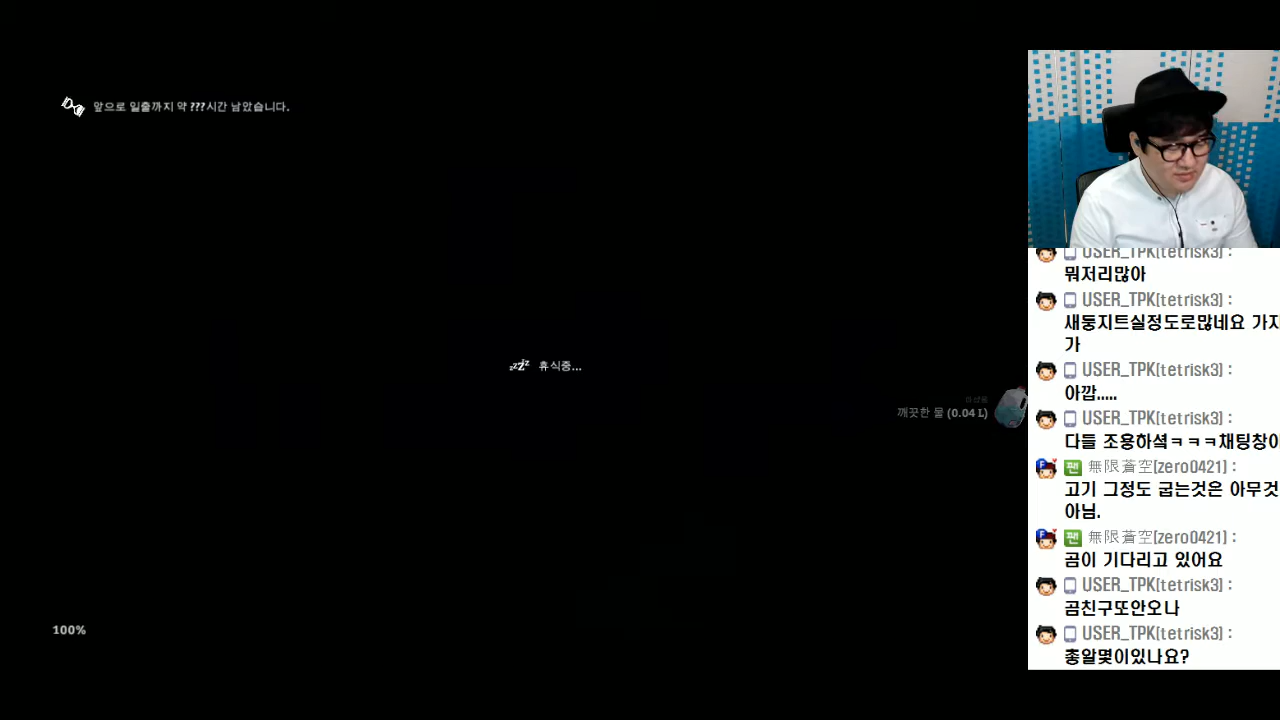 앞으로 일출까지 약 ???시간 남았습니다.
zzZZz 휴식중...
깨끗한 물 (0.04 L)
100%
USER_TPK[tetrisk3] :
뭐저리많아
USER_TPK[tetrisk3] :
새둥지트실정도로많네요 가지
가
USER_TPK[tetrisk3] :
아깝.....
USER_TPK[tetrisk3] :
다들 조용하셕ㅋㅋㅋ채팅창이
팬 無限蒼空[zero0421] :
고기 그정도 굽는것은 아무것
아님.
팬 無限蒼空[zero0421] :
곰이 기다리고 있어요
USER_TPK[tetrisk3] :
곰친구또안오나
USER_TPK[tetrisk3] :
총알몇이있나요?